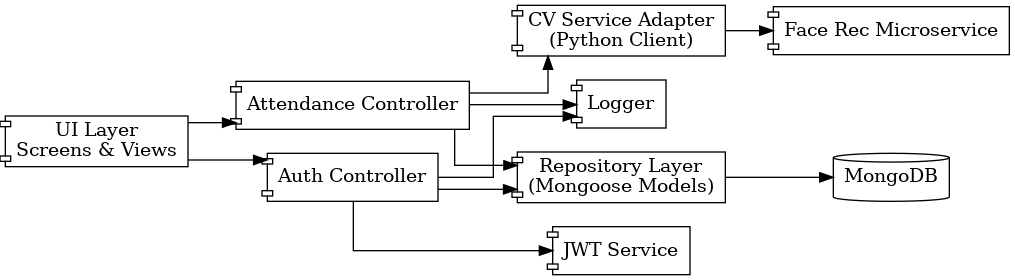 CV Service Adapter
(Python Client)
Face Rec Microservice
Attendance Controller
Logger
UI Layer
Screens & Views
Auth Controller
Repository Layer
(Mongoose Models)
MongoDB
JWT Service